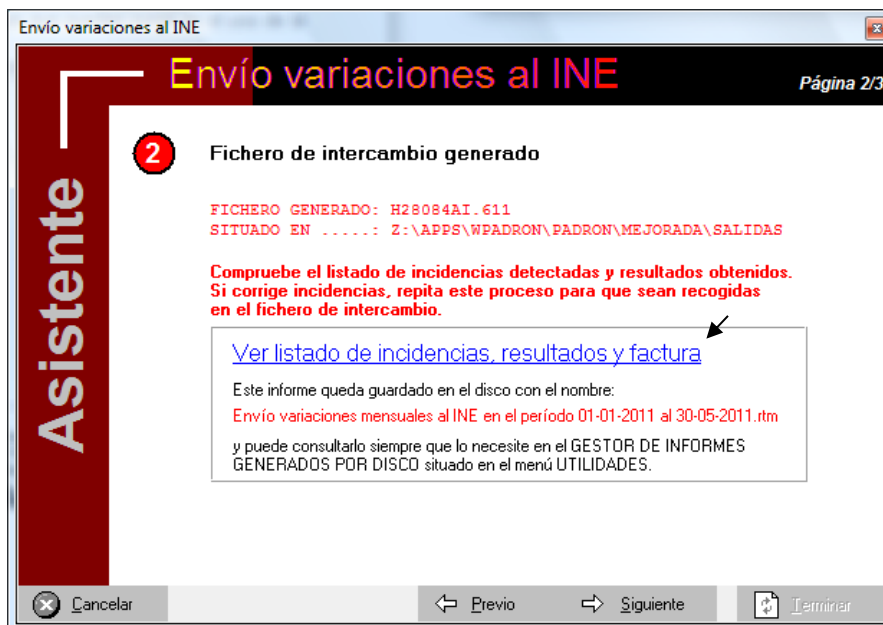 Envío variaciones al INE
Envío variaciones al INE
Página 2/3
Asistente
2
Fichero de intercambio generado
FICHERO GENERADO: H28084AI.611
SITUADO EN .....: Z:\APPS\WPADRON\PADRON\MEJORADA\SALIDAS
Compruebe el listado de incidencias detectadas y resultados obtenidos.
Si corrige incidencias, repita este proceso para que sean recogidas
en el fichero de intercambio.
Ver listado de incidencias, resultados y factura
Este informe queda guardado en el disco con el nombre:
Envío variaciones mensuales al INE en el período 01-01-2011 al 30-05-2011.rtm
y puede consultarlo siempre que lo necesite en el GESTOR DE INFORMES
GENERADOS POR DISCO situado en el menú UTILIDADES.
Cancelar
Previo
Siguiente
Terminar